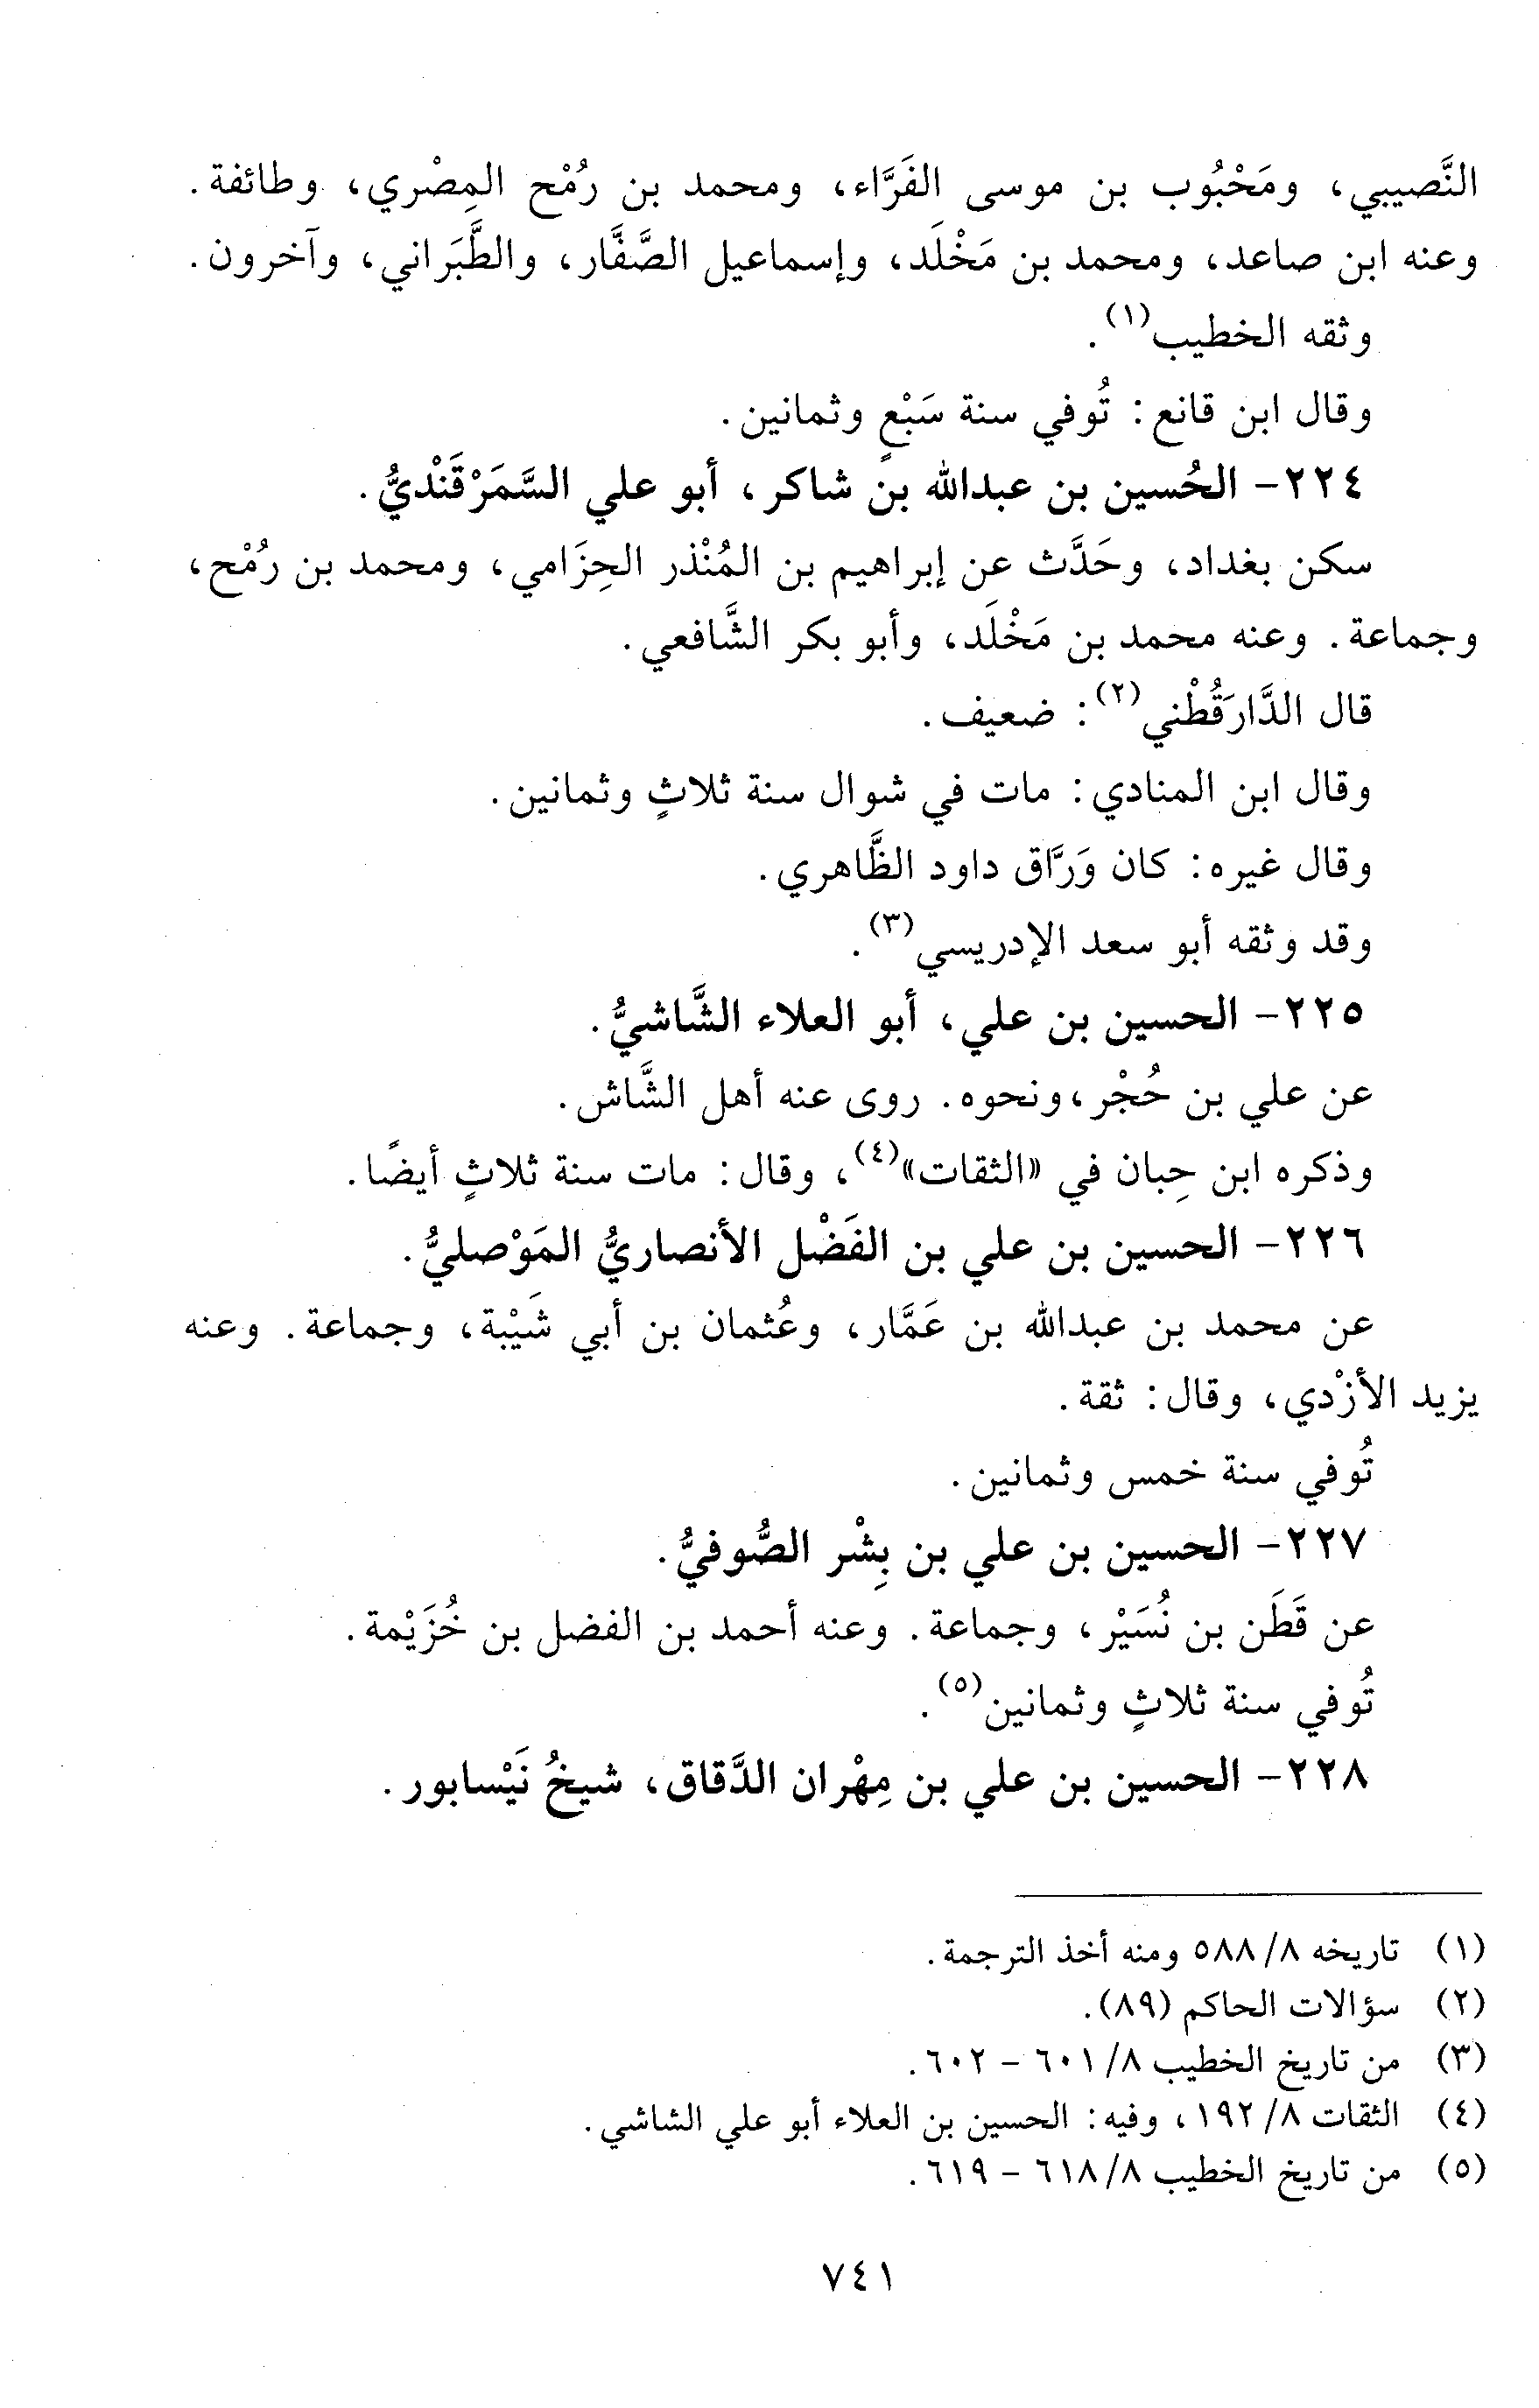 النَّصيبي، ومَحْبُوب بن موسى الفَرَّاء، ومحمد بن رُمْح المِصْري، وطائفة.
وعنه ابن صاعد، ومحمد بن مَخْلَد، وإسماعيل الصَّفَّار، والطَّبَراني، وآخرون.
وثقه الخطيب(١).
وقال ابن قانع: تُوفي سنة سَبْعٍ وثمانين.
٢٢٤- الحُسين بن عبدالله بن شاكر، أبو علي السَّمَرْقَنْديُّ.
سكن بغداد، وحَدَّث عن إبراهيم بن المُنْذر الحِزَامي، ومحمد بن رُمْح،
وجماعة. وعنه محمد بن مَخْلَد، وأبو بكر الشَّافعي.
قال الدَّارَقُطْني(٢): ضعيف.
وقال ابن المنادي: مات في شوال سنة ثلاثٍ وثمانين.
وقال غيره: كان وَرَّاق داود الظَّاهري.
وقد وثقه أبو سعد الإدريسي(٣).
٢٢٥- الحسين بن علي، أبو العلاء الشَّاشيُّ.
عن علي بن حُجْر، ونحوه. روى عنه أهل الشَّاش.
وذكره ابن حِبان في «الثقات»(٤)، وقال: مات سنة ثلاثٍ أيضًا.
٢٢٦- الحسين بن علي بن الفَضْل الأنصاريُّ المَوْصليُّ.
عن محمد بن عبدالله بن عَمَّار، وعُثمان بن أبي شَيْبة، وجماعة. وعنه
يزيد الأزْدي، وقال: ثقة.
تُوفي سنة خمس وثمانين.
٢٢٧- الحسين بن علي بن بِشْر الصُّوفيُّ.
عن قَطَن بن نُسَيْر، وجماعة. وعنه أحمد بن الفضل بن خُزَيْمة.
تُوفي سنة ثلاثٍ وثمانين(٥).
٢٢٨- الحسين بن علي بن مِهْران الدَّقاق، شيخُ نَيْسابور.
(١) تاريخه ٨/ ٥٨٨ ومنه أخذ الترجمة.
(٢) سؤالات الحاكم (٨٩).
(٣) من تاريخ الخطيب ٨/ ٦٠١ - ٦٠٢.
(٤) الثقات ٨/ ١٩٢، وفيه: الحسين بن العلاء أبو علي الشاشي.
(٥) من تاريخ الخطيب ٨/ ٦١٨ - ٦١٩.
٧٤١